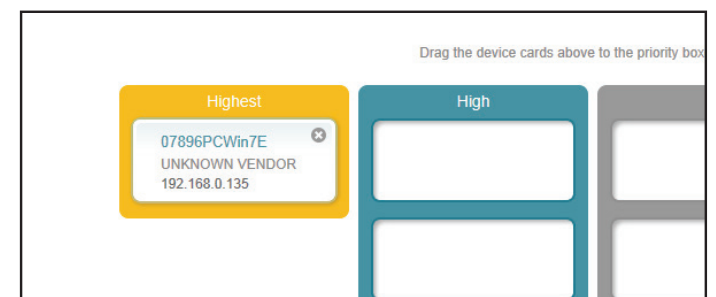 Drag the device cards above to the priority box
Highest
High
07896PCWin7E
UNKNOWN VENDOR
192.168.0.135